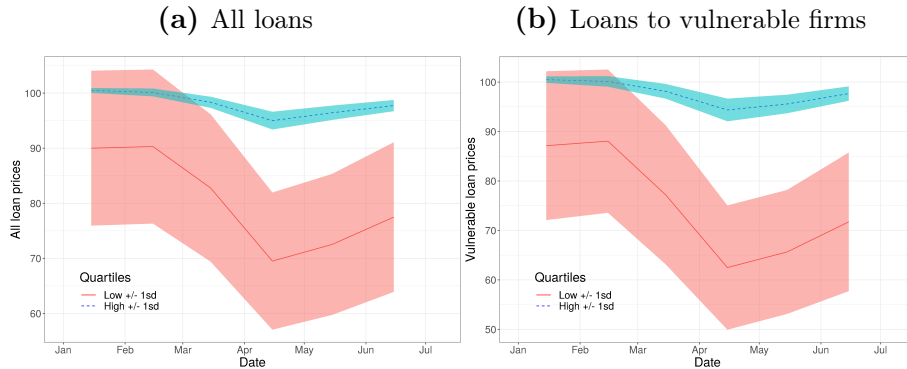 (a) All loans
All loan prices
100
90
80
70
60
Quartiles
Low +/- 1sd
High +/- 1sd
Jan Feb Mar Apr May Jun Jul
Date
(b) Loans to vulnerable firms
Vulnerable loan prices
100
90
80
70
60
50
Quartiles
Low +/- 1sd
High +/- 1sd
Jan Feb Mar Apr May Jun Jul
Date